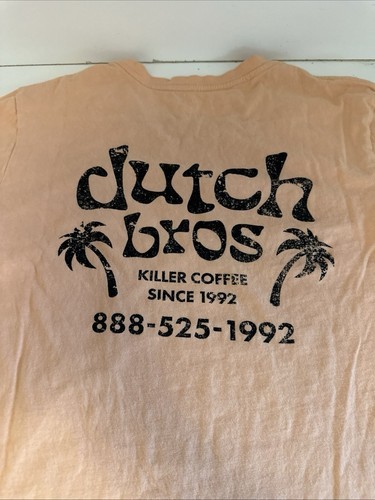 dutch
bros
KILLER COFFEE
SINCE 1992
888-525-1992